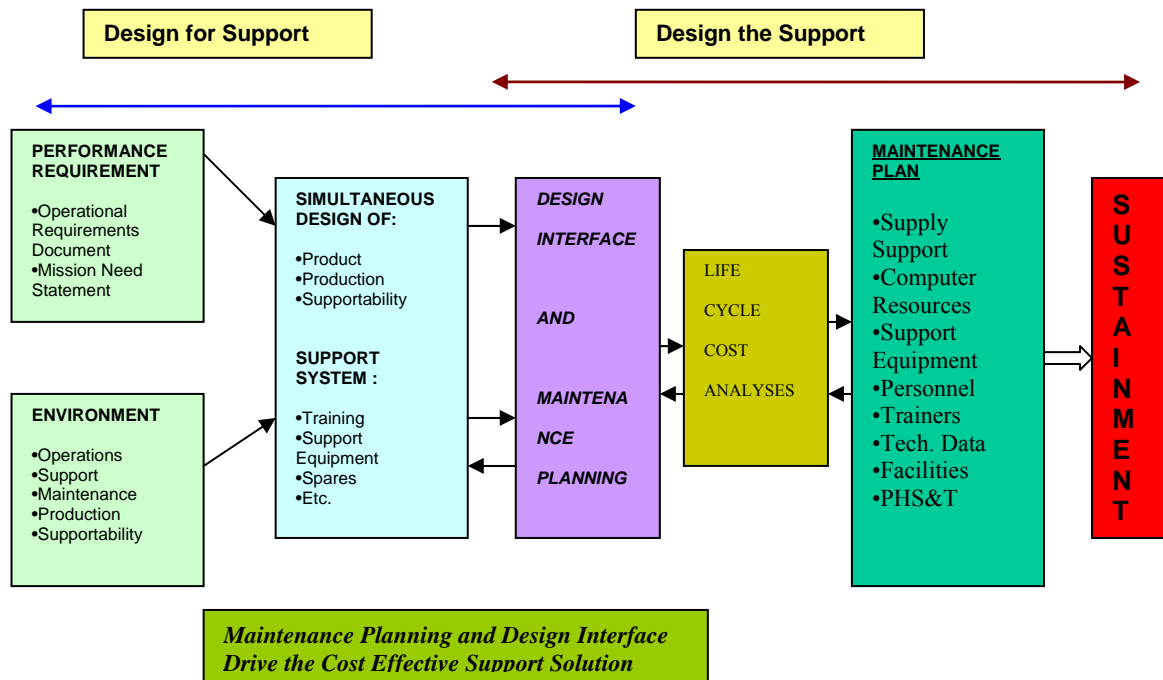 Design for Support
Design the Support
PERFORMANCE
REQUIREMENT
•Operational
Requirements
Document
•Mission Need
Statement
ENVIRONMENT
•Operations
•Support
•Maintenance
•Production
•Supportability
SIMULTANEOUS
DESIGN OF:
•Product
•Production
•Supportability
SUPPORT
SYSTEM :
•Training
•Support
Equipment
•Spares
•Etc.
DESIGN
INTERFACE
AND
MAINTENA
NCE
PLANNING
LIFE
CYCLE
COST
ANALYSES
MAINTENANCE
PLAN
•Supply
Support
•Computer
Resources
•Support
Equipment
•Personnel
•Trainers
•Tech. Data
•Facilities
•PHS&T
SUSTAINMENT
Maintenance Planning and Design Interface
Drive the Cost Effective Support Solution